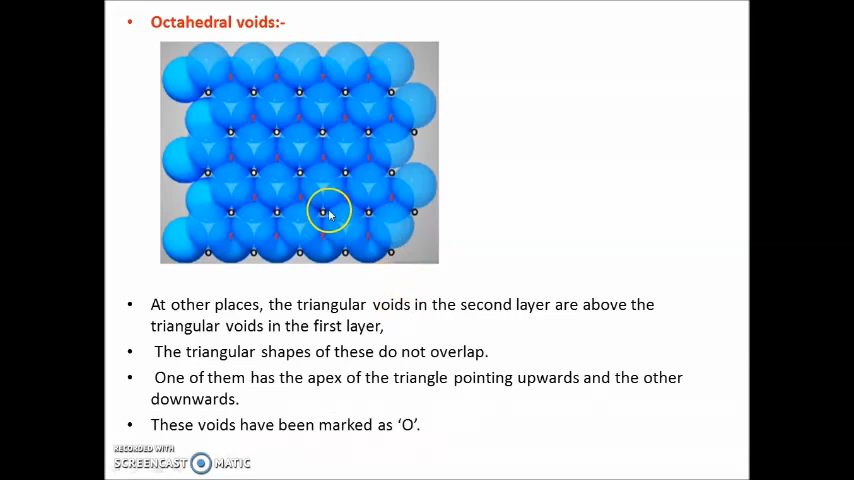 Octahedral voids:-
O O O O O
O O O O O
O O O O O
O O O O O
O O O O O
At other places, the triangular voids in the second layer are above the
triangular voids in the first layer,
The triangular shapes of these do not overlap.
One of them has the apex of the triangle pointing upwards and the other
downwards.
These voids have been marked as ‘O’.
RECORDED WITH
SCREENCAST MATIC